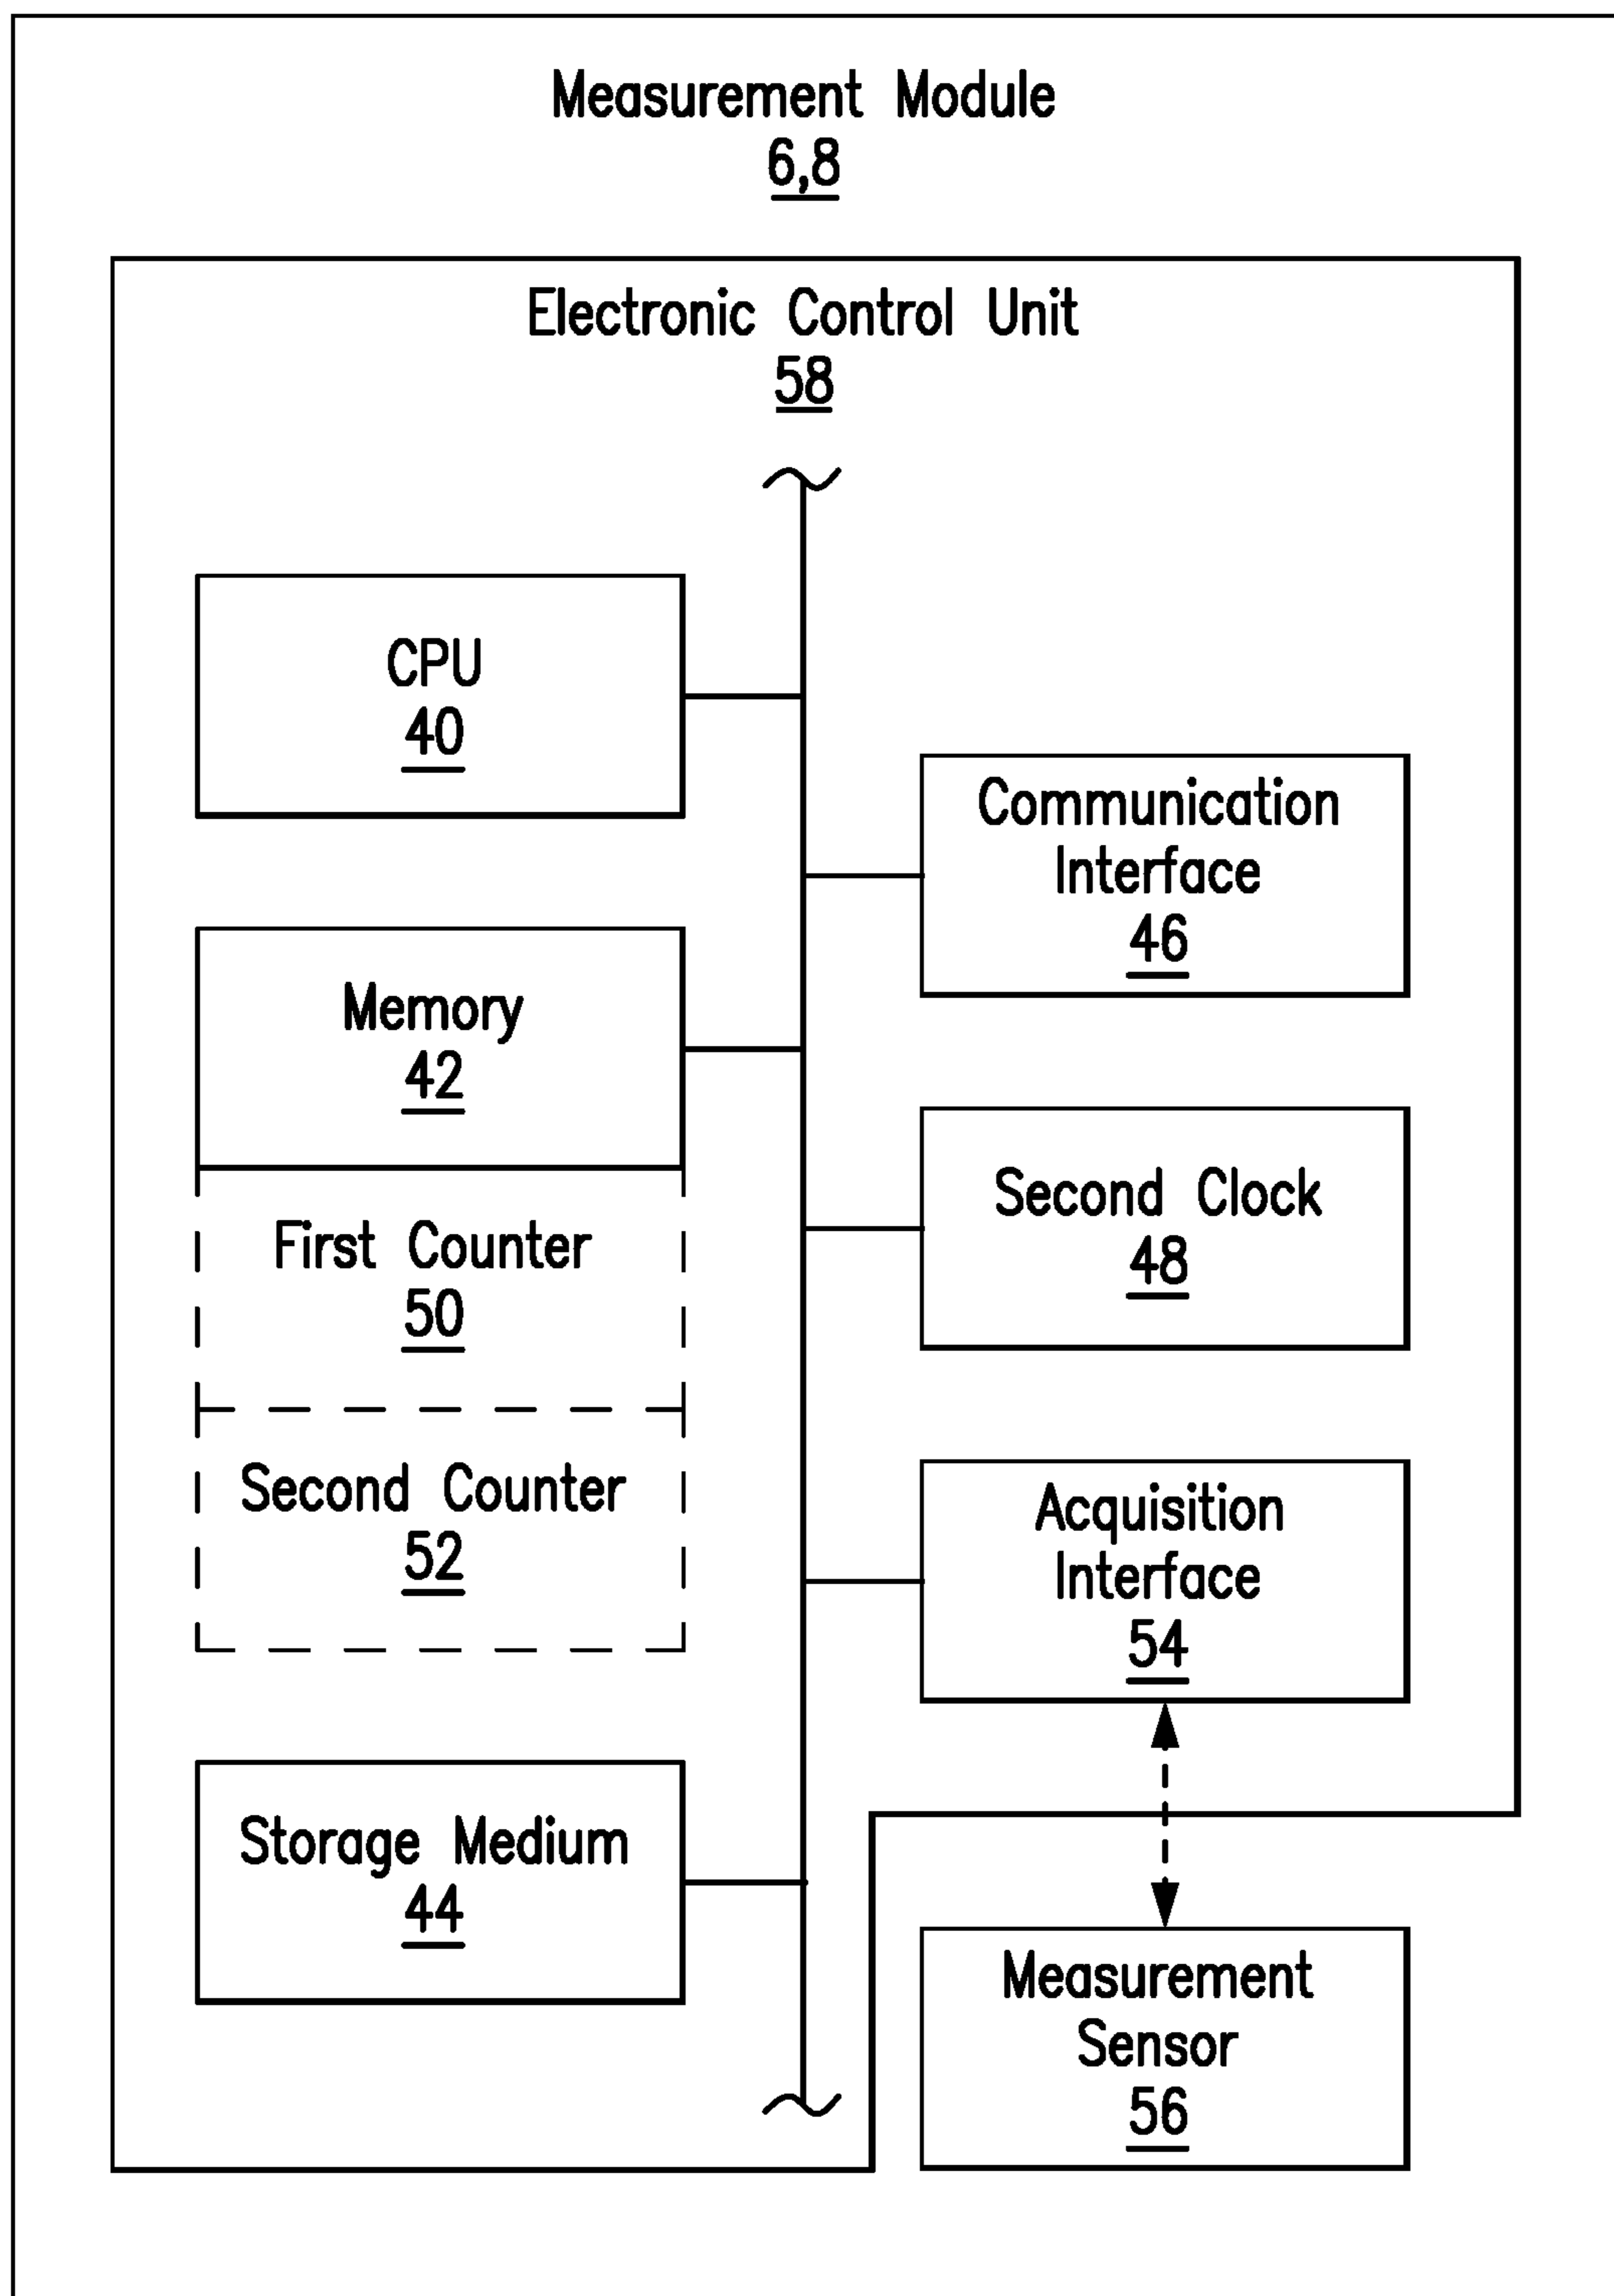 Measurement Module
6,8
Electronic Control Unit
58
CPU
40
Communication
Interface
46
Memory
42
Second Clock
48
First Counter
50
Second Counter
52
Acquisition
Interface
54
Storage Medium
44
Measurement
Sensor
56